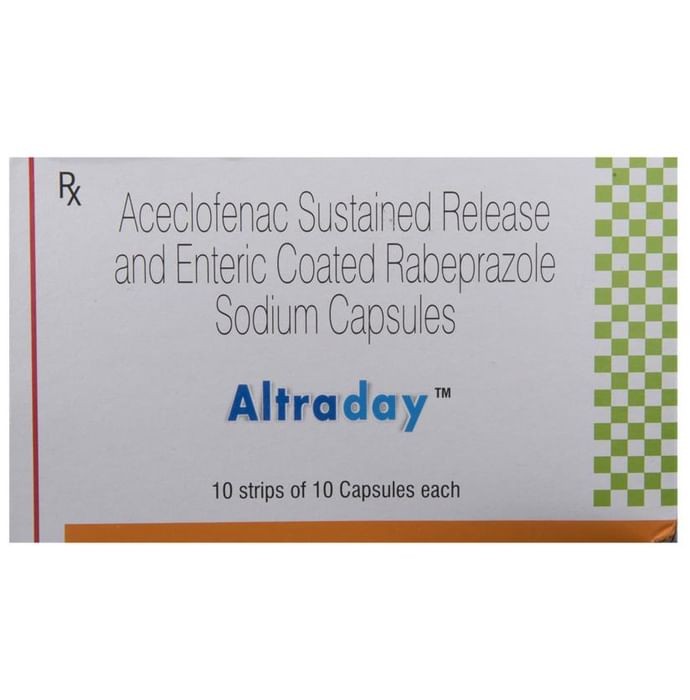 Rx
Aceclofenac Sustained Release
and Enteric Coated Rabeprazole
Sodium Capsules
Altraday™
10 strips of 10 Capsules each